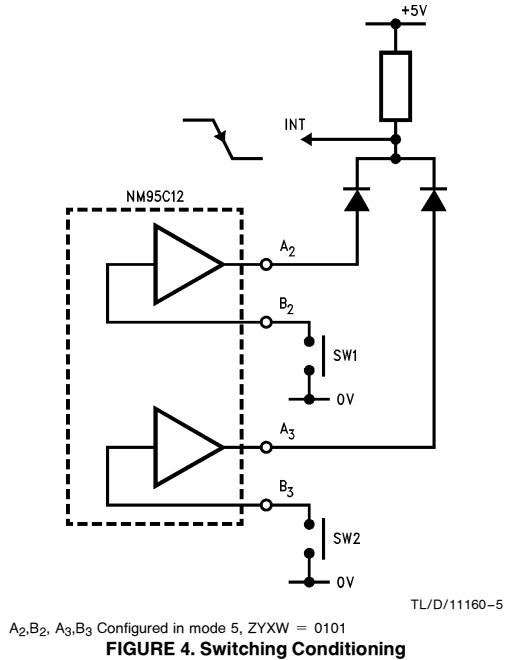 +5V
INT
NM95C12
A2
B2
SW1
0V
A3
B3
SW2
0V
TL/D/11160–5
A2,B2, A3,B3 Configured in mode 5, ZYXW = 0101
FIGURE 4. Switching Conditioning